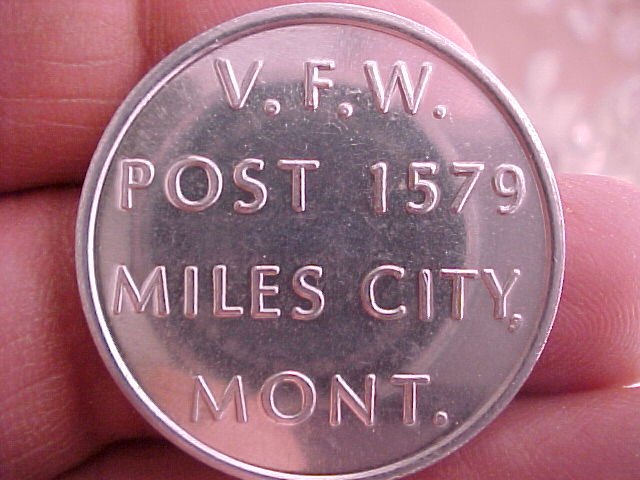 V.F.W.
POST 1579
MILES CITY,
MONT.